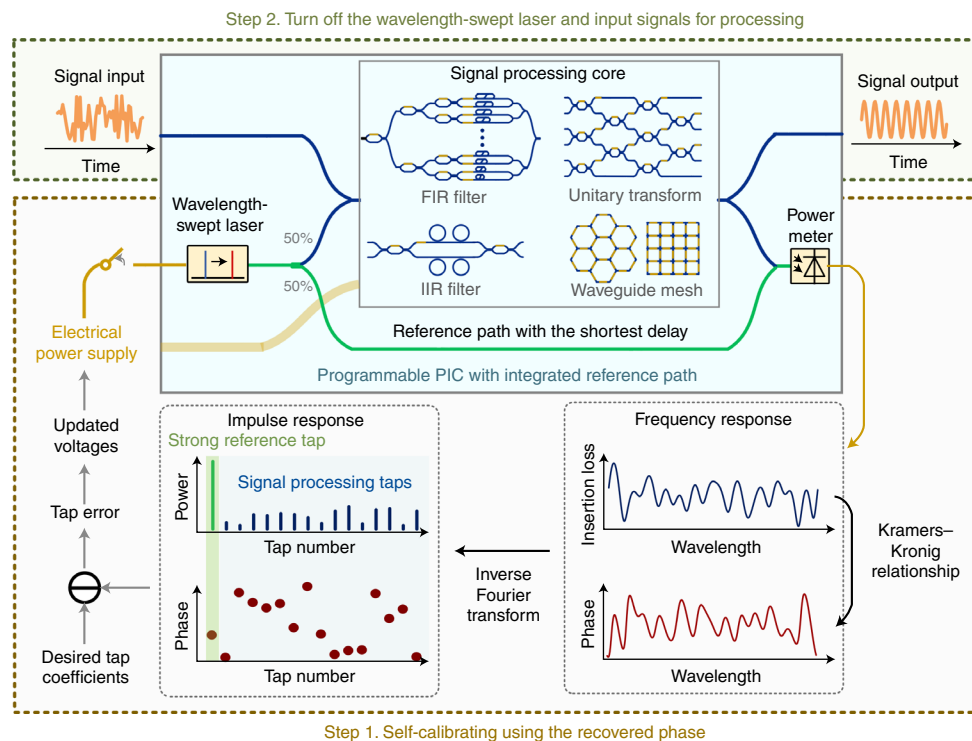 Step 2. Turn off the wavelength-swept laser and input signals for processing
Signal input
Time
Signal processing core
FIR filter
Unitary transform
IIR filter
Waveguide mesh
Signal output
Time
Wavelength-
swept laser
50%
50%
Power
meter
Reference path with the shortest delay
Programmable PIC with integrated reference path
Electrical
power supply
Updated
voltages
Tap error
Desired tap
coefficients
Impulse response
Strong reference tap
Signal processing taps
Power
Tap number
Phase
Tap number
Inverse
Fourier
transform
Frequency response
Insertion loss
Wavelength
Phase
Wavelength
Kramers–
Kronig
relationship
Step 1. Self-calibrating using the recovered phase